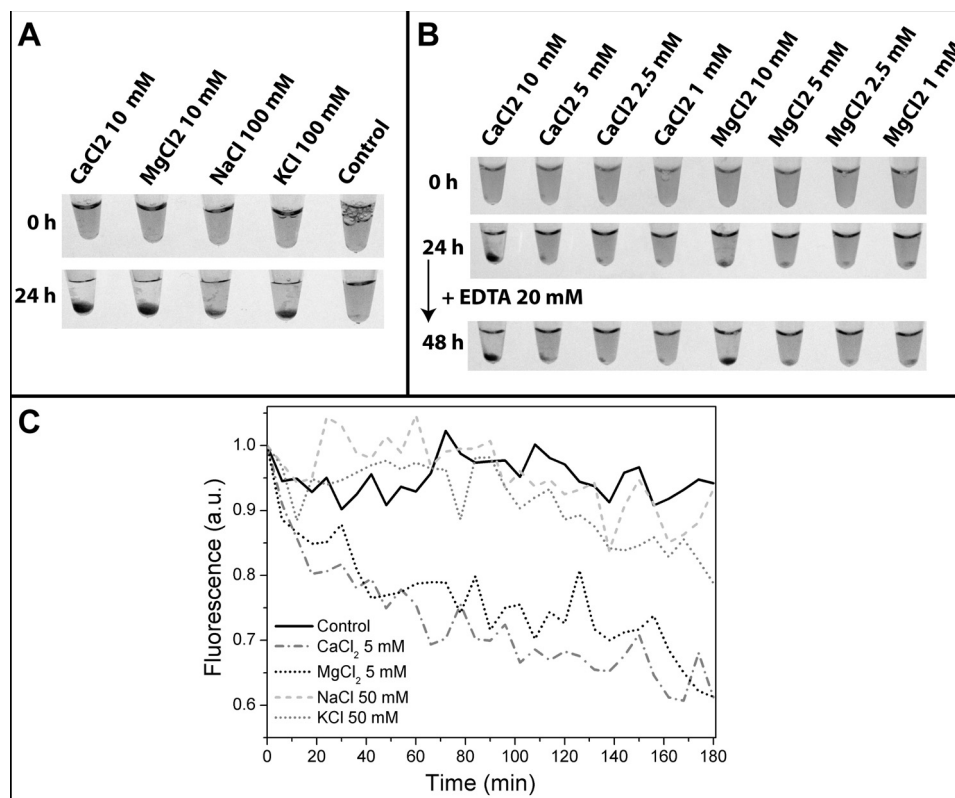 A
CaCl2 10 mM
MgCl2 10 mM
NaCl 100 mM
KCl 100 mM
Control
0 h
24 h
B
CaCl2 10 mM
CaCl2 5 mM
CaCl2 2.5 mM
CaCl2 1 mM
MgCl2 10 mM
MgCl2 5 mM
MgCl2 2.5 mM
MgCl2 1 mM
0 h
24 h
+ EDTA 20 mM
48 h
C
Fluorescence (a.u.)
1.0
0.9
0.8
0.7
0.6
Control
CaCl₂ 5 mM
MgCl₂ 5 mM
NaCl 50 mM
KCl 50 mM
0 20 40 60 80 100 120 140 160 180
Time (min)